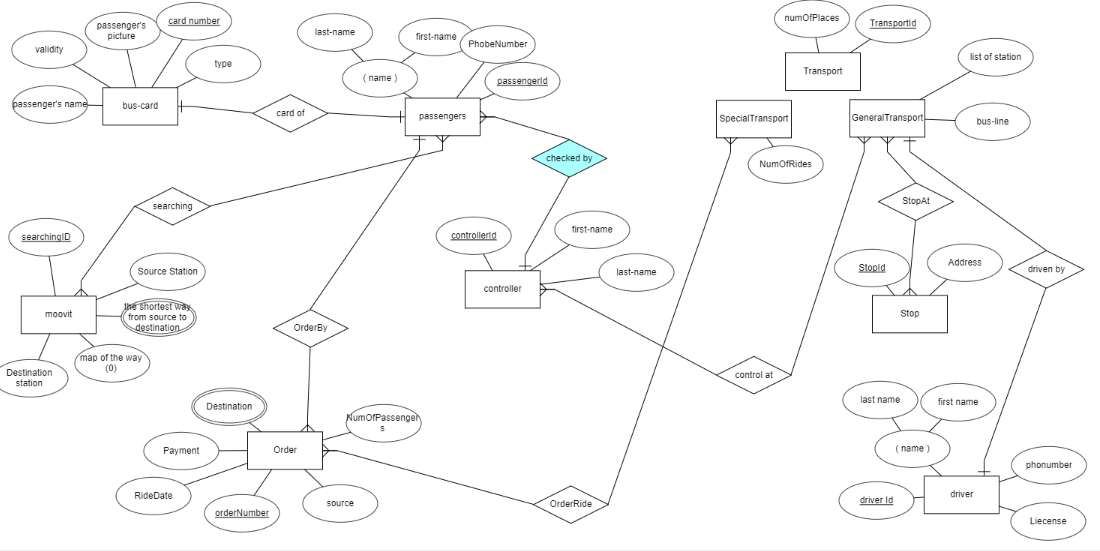 numOfPlaces
TransportId
Transport
passenger's
picture
card number
validity
type
passenger's name
bus-card
card of
last-name
first-name
PhobeNumber
( name )
passengerId
passengers
list of station
SpecialTransport
GeneralTransport
bus-line
NumOfRides
checked by
searching
StopAt
searchingID
Source Station
controllerId
first-name
last-name
StopId
Address
driven by
moovit
the shortest way
from source to
destination
controller
Stop
OrderBy
Destination
station
map of the way
(0)
control at
Destination
NumOfPassenger
s
last name
first name
Payment
Order
( name )
RideDate
orderNumber
source
OrderRide
phonumber
driver Id
driver
Liecense